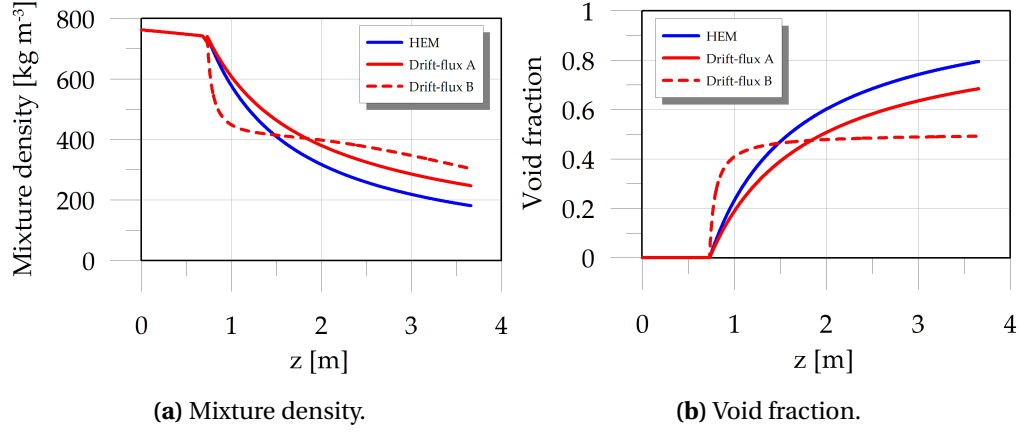 Mixture density [kg m⁻³]
800
600
400
200
0
HEM
Drift-flux A
Drift-flux B
0 1 2 3 4
z [m]
(a) Mixture density.
Void fraction
1
0.8
0.6
0.4
0.2
0
HEM
Drift-flux A
Drift-flux B
0 1 2 3 4
z [m]
(b) Void fraction.